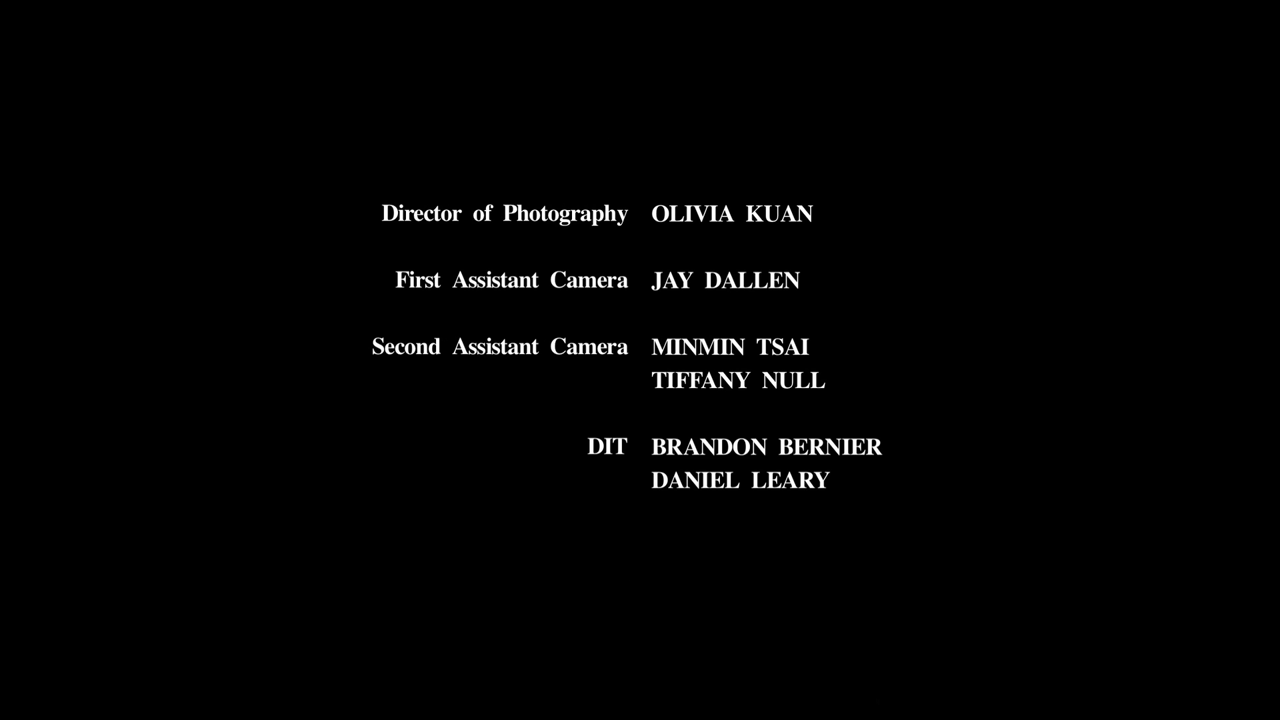 Director of Photography OLIVIA KUAN
First Assistant Camera JAY DALLEN
Second Assistant Camera MINMIN TSAI
TIFFANY NULL
DIT BRANDON BERNIER
DANIEL LEARY